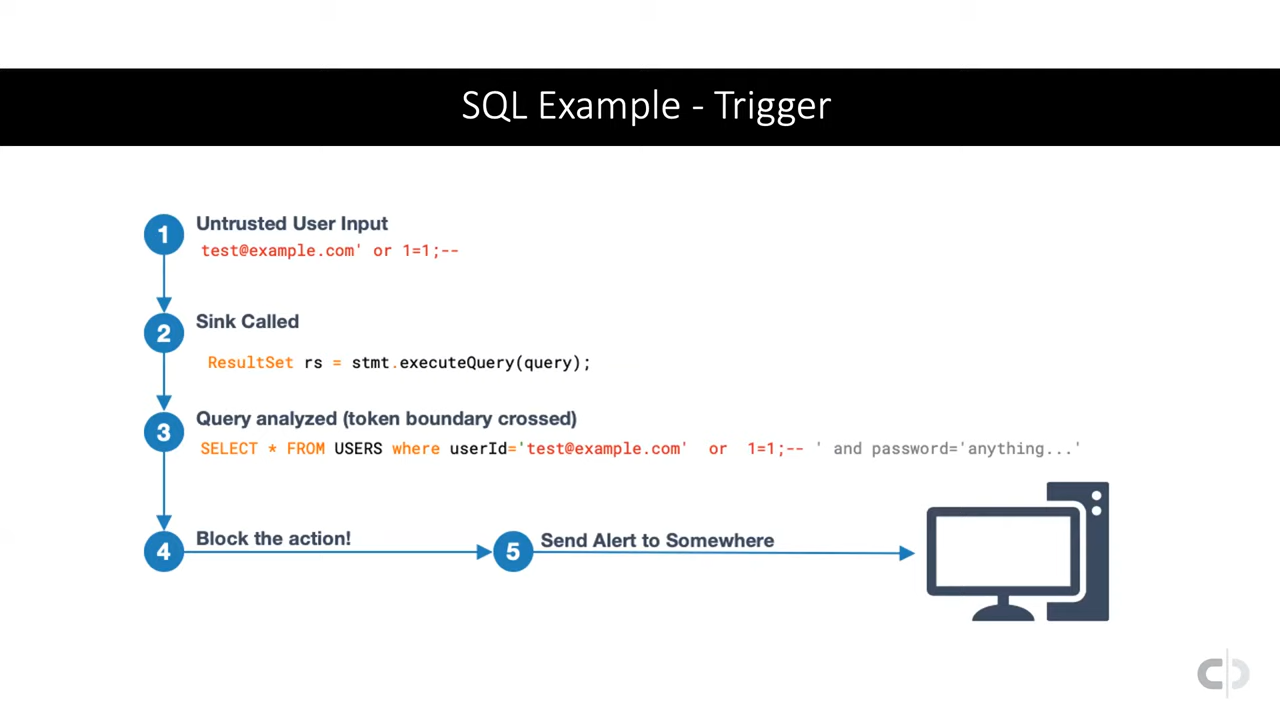 SQL Example - Trigger
1
Untrusted User Input
test@example.com' or 1=1;--
2
Sink Called
ResultSet rs = stmt.executeQuery(query);
3
Query analyzed (token boundary crossed)
SELECT * FROM USERS where userId='test@example.com' or 1=1;-- ' and password='anything...'
4
Block the action!
5
Send Alert to Somewhere